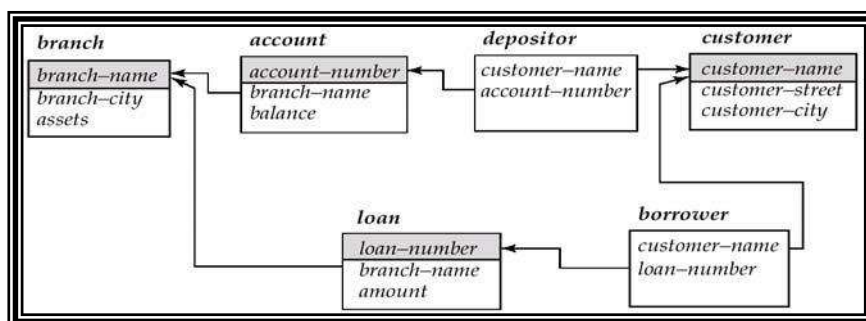 branch
branch–name
branch–city
assets
account
account–number
branch–name
balance
depositor
customer–name
account–number
customer
customer–name
customer–street
customer–city
loan
loan–number
branch–name
amount
borrower
customer–name
loan–number